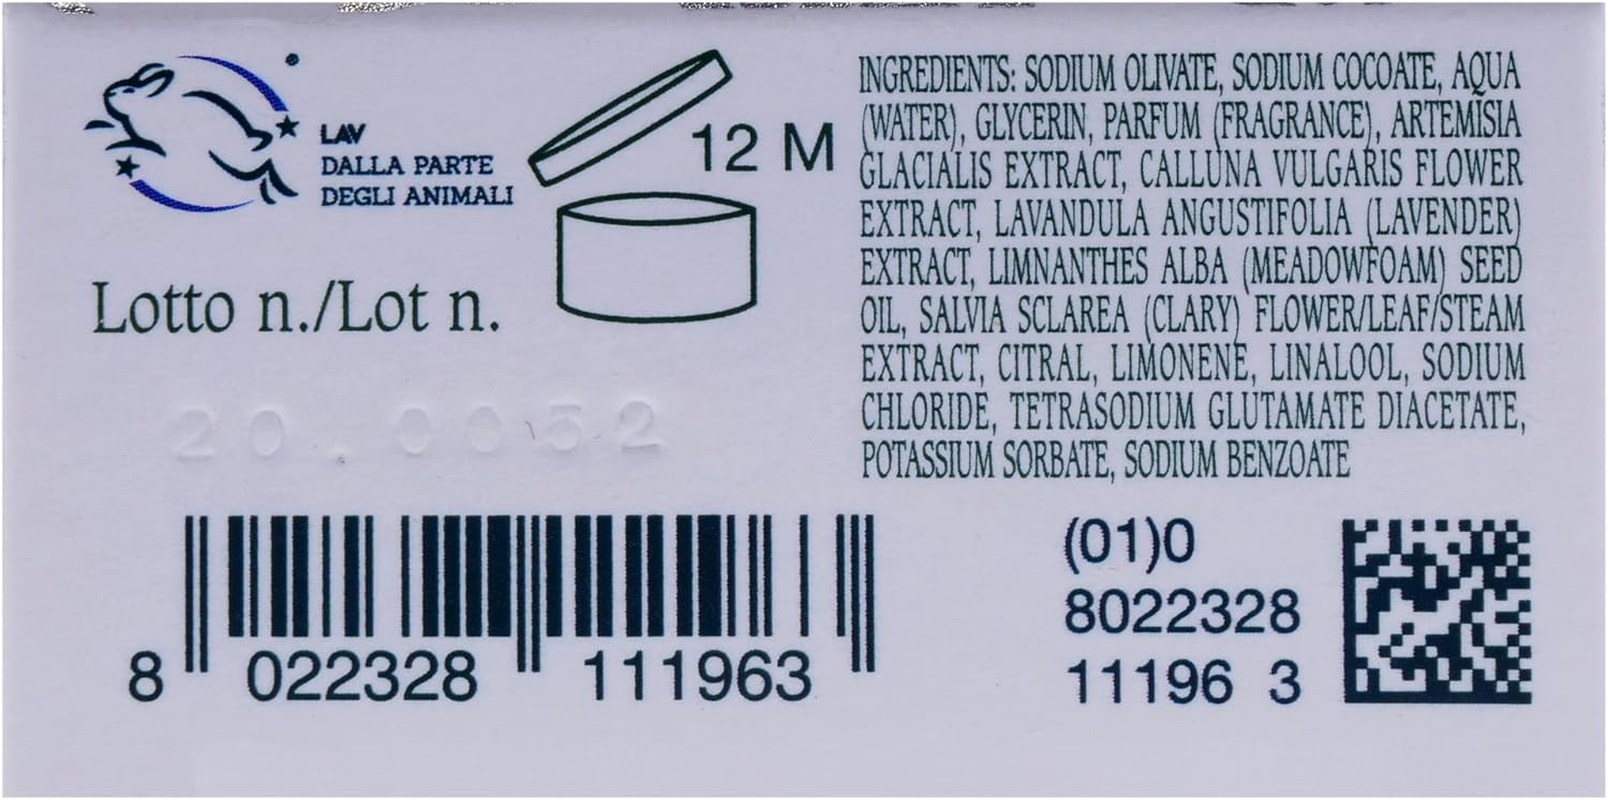 LAV
DALLA PARTE
DEGLI ANIMALI
12 M
Lotto n./Lot n.
20.0052
INGREDIENTS: SODIUM OLIVATE, SODIUM COCOATE, AQUA
(WATER), GLYCERIN, PARFUM (FRAGRANCE), ARTEMISIA
GLACIALIS EXTRACT, CALLUNA VULGARIS FLOWER
EXTRACT, LAVANDULA ANGUSTIFOLIA (LAVENDER)
EXTRACT, LIMNANTHES ALBA (MEADOWFOAM) SEED
OIL, SALVIA SCLAREA (CLARY) FLOWER/LEAF/STEAM
EXTRACT, CITRAL, LIMONENE, LINALOOL, SODIUM
CHLORIDE, TETRASODIUM GLUTAMATE DIACETATE,
POTASSIUM SORBATE, SODIUM BENZOATE
8 022328 111963
(01)0
8022328
11196 3